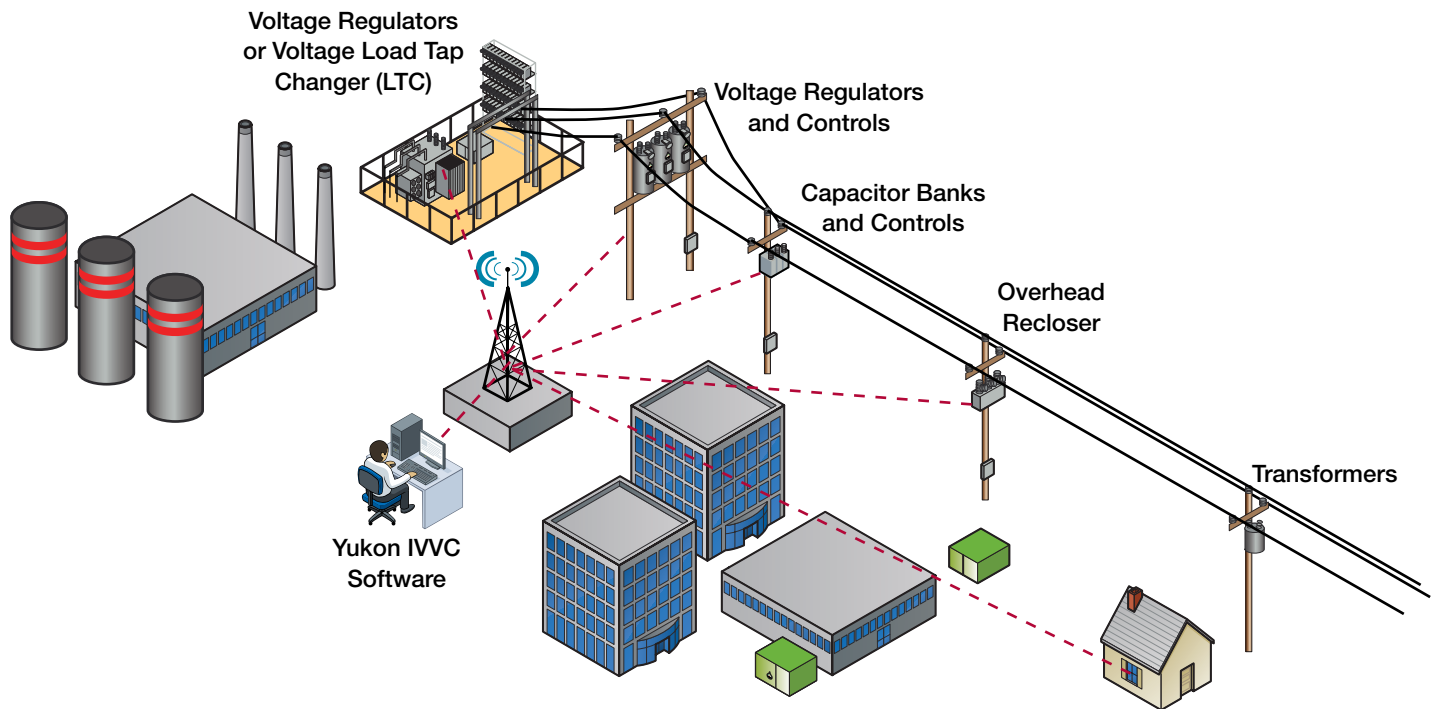 Voltage Regulators
or Voltage Load Tap
Changer (LTC)
Voltage Regulators
and Controls
Capacitor Banks
and Controls
Overhead
Recloser
Transformers
Yukon IVVC
Software